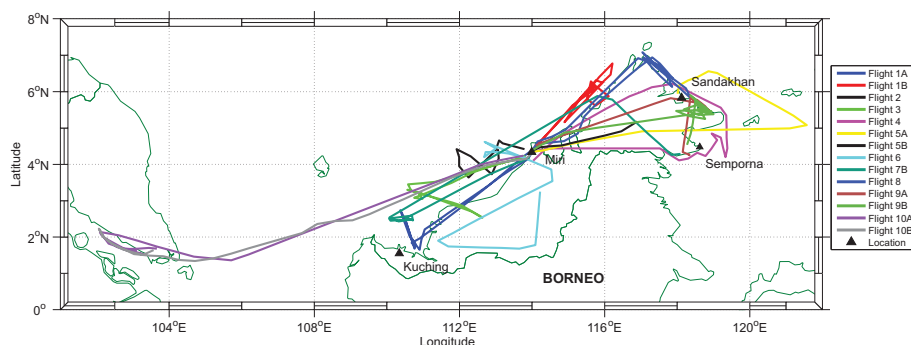 8°N
6°N
4°N
2°N
0°
Latitude
104°E
108°E
112°E
116°E
120°E
Longitude
Sandakhan
Miri
Semporna
Kuching
BORNEO
Flight 1A
Flight 1B
Flight 2
Flight 3
Flight 4
Flight 5A
Flight 5B
Flight 6
Flight 7B
Flight 8
Flight 9A
Flight 9B
Flight 10A
Flight 10B
Location